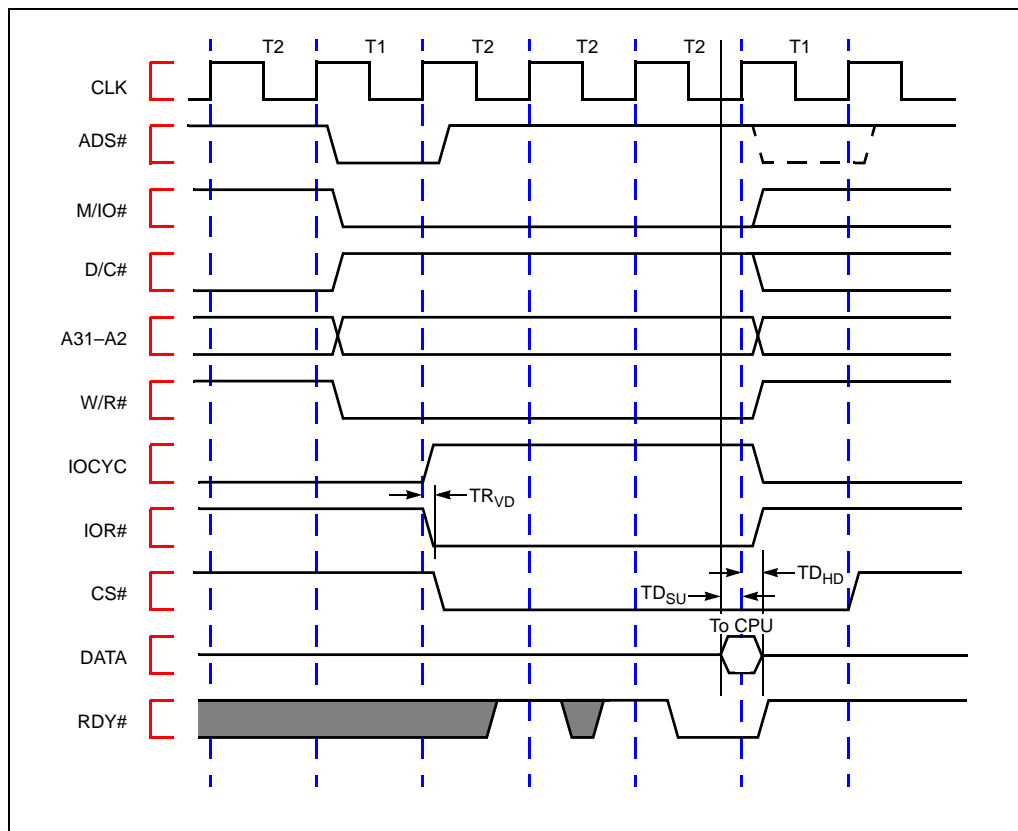 T2 T1 T2 T2 T2 T1
CLK
ADS#
M/IO#
D/C#
A31–A2
W/R#
IOCYC
TRVD
IOR#
TDHD
CS#
TDSU
To CPU
DATA
RDY#